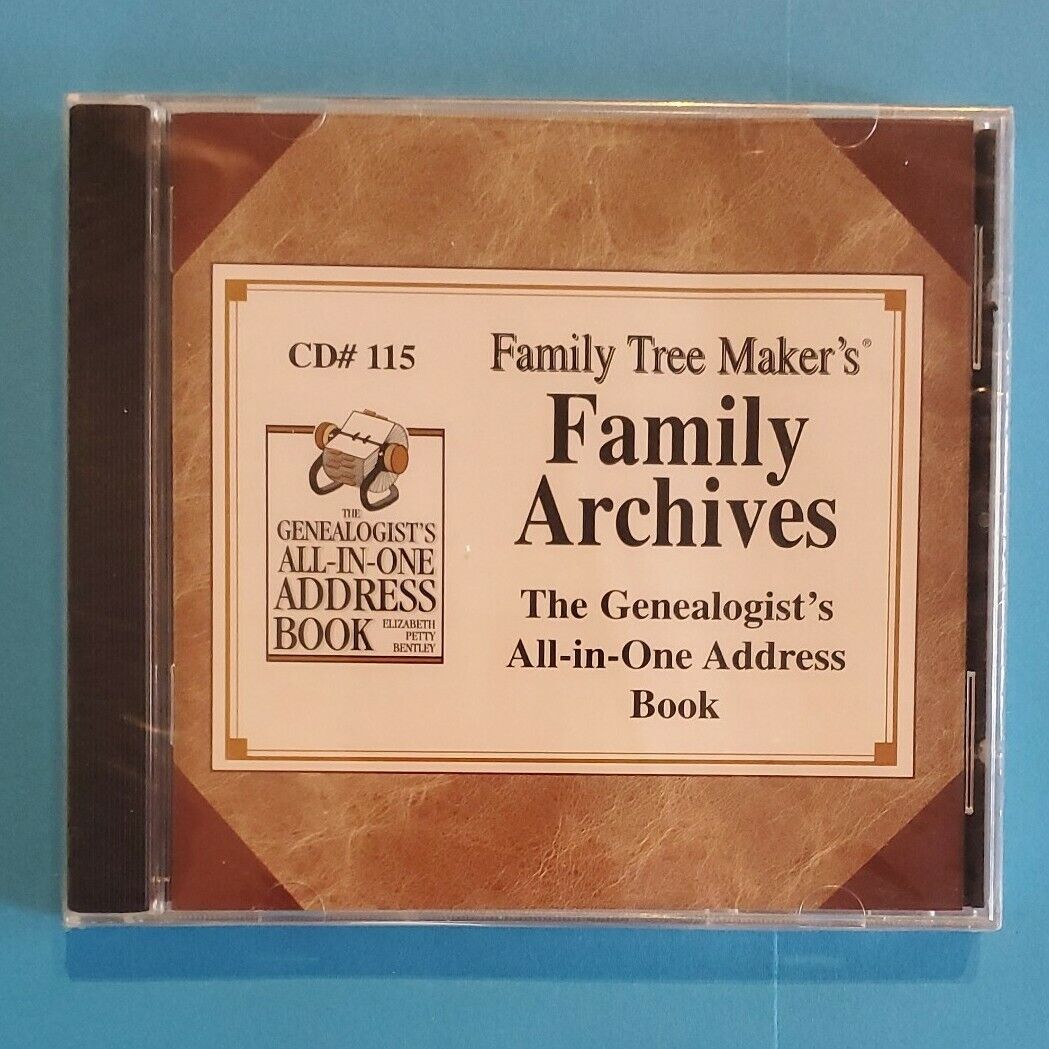 CD# 115
THE
GENEALOGIST'S
ALL-IN-ONE
ADDRESS
BOOK
ELIZABETH
PETTY
BENTLEY
Family Tree Maker's®
Family
Archives
The Genealogist's
All-in-One Address
Book